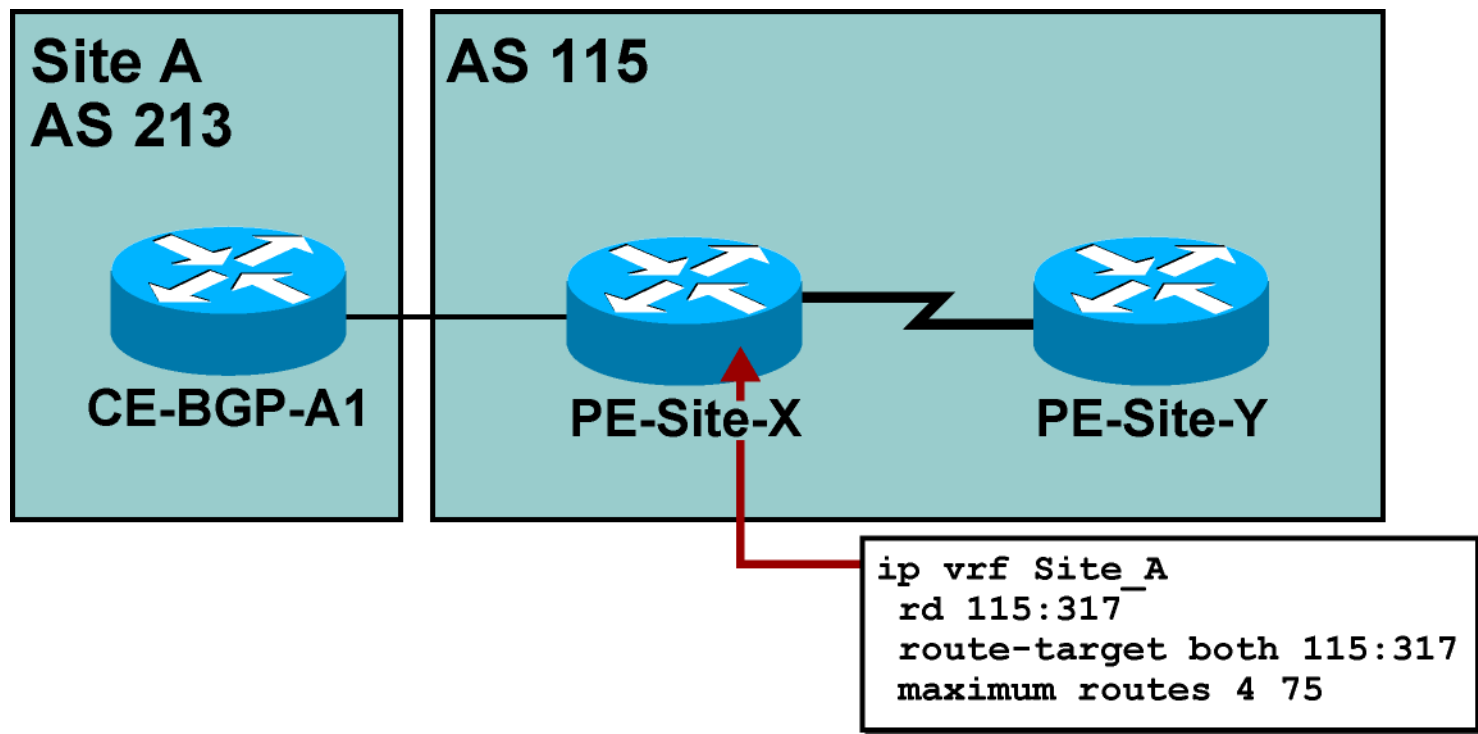 Site A
AS 213
AS 115
CE-BGP-A1
PE-Site-X
PE-Site-Y
ip vrf Site_A
rd 115:317
route-target both 115:317
maximum routes 4 75